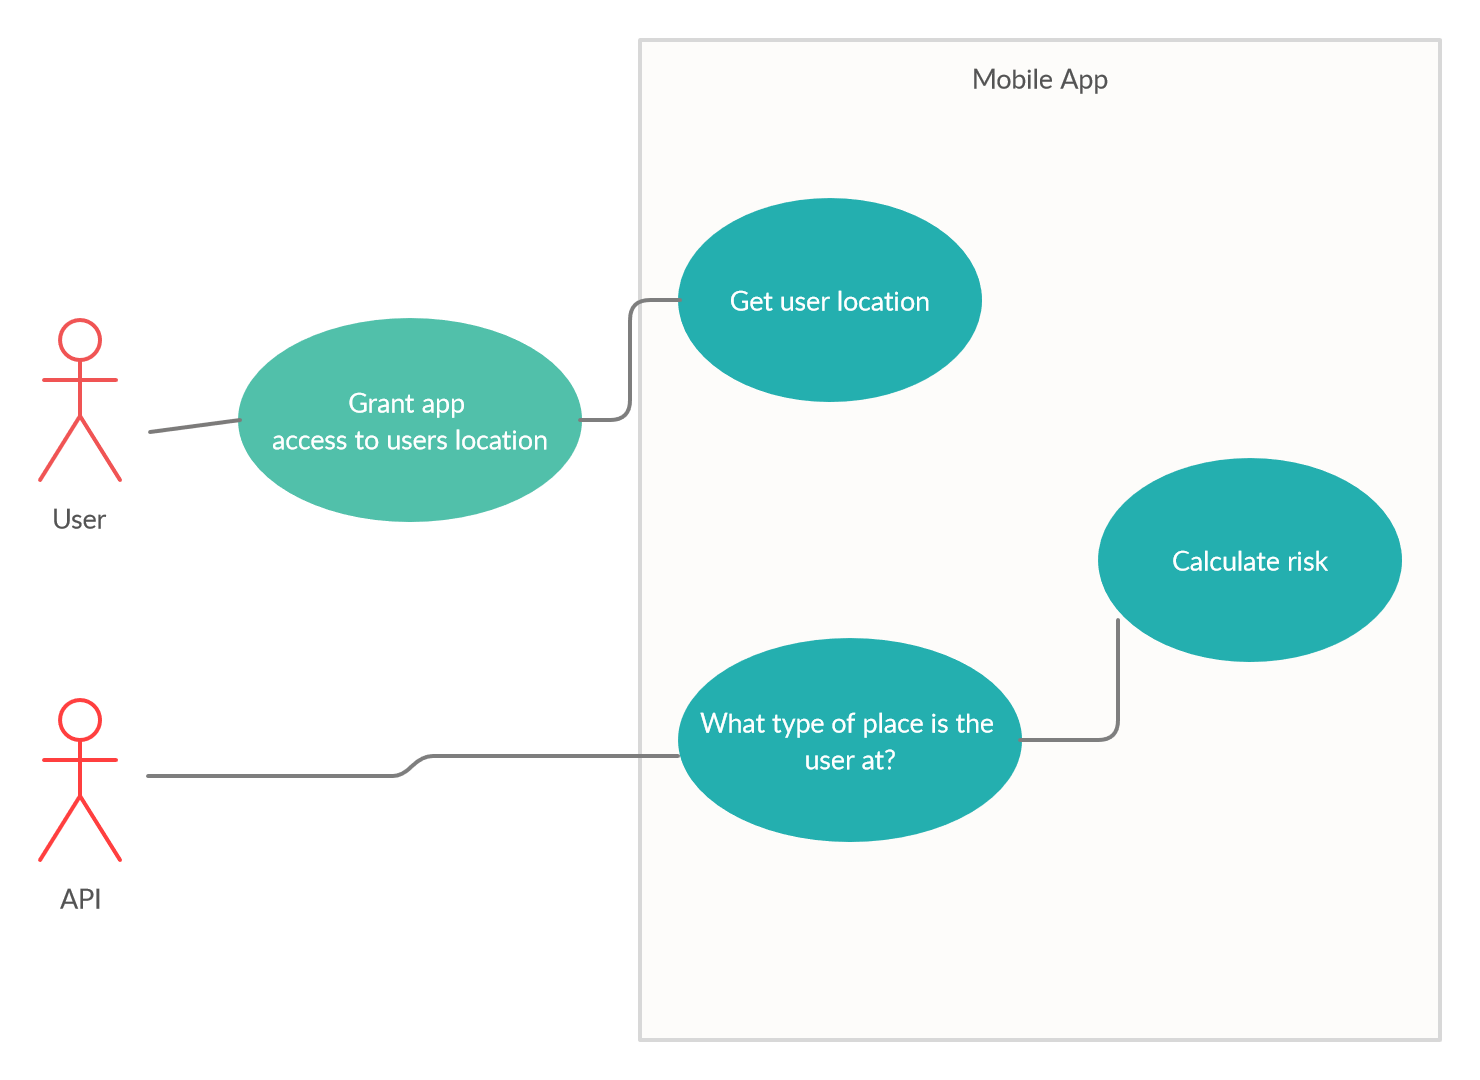 Mobile App
Get user location
Grant app
access to users location
User
Calculate risk
What type of place is the
user at?
API